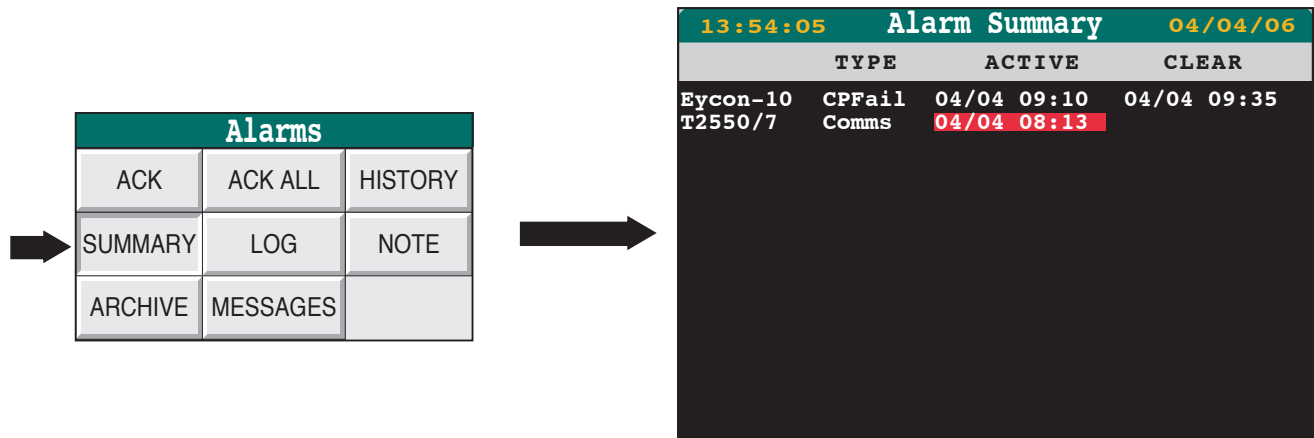 Alarms
ACK ACK ALL HISTORY
SUMMARY LOG NOTE
ARCHIVE MESSAGES
13:54:05 Alarm Summary 04/04/06
TYPE ACTIVE CLEAR
Eycon-10 CPFail 04/04 09:10 04/04 09:35
T2550/7 Comms 04/04 08:13